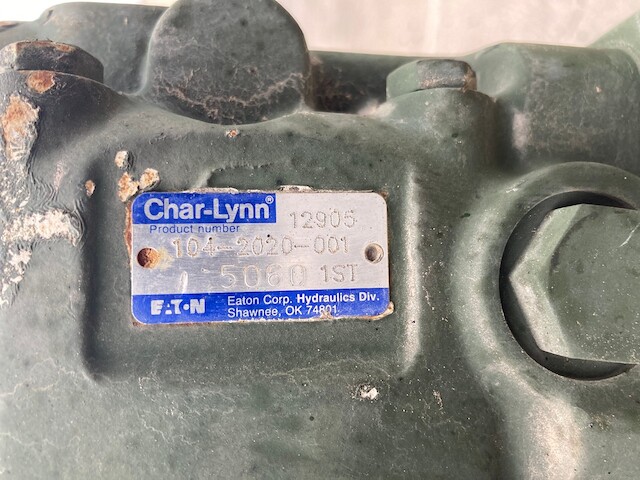 Char-Lynn® 12905
Product number
104-2020-001
5060 1ST
EATON Eaton Corp. Hydraulics Div.
Shawnee, OK 74801